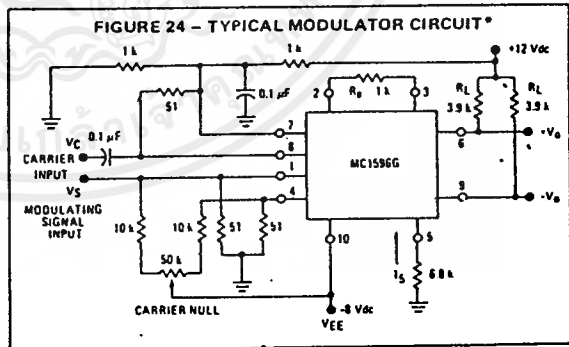 FIGURE 24 – TYPICAL MODULATOR CIRCUIT*
1 k
1 k
+12 Vdc
51
0.1 µF
2
Re
1 k
3
RL
3.9 k
RL
3.9 k
VC
0.1 µF
CARRIER
INPUT
VS
MODULATING
SIGNAL
INPUT
7
8
1
4
MC1596G
6
+Vo
9
-Vo
10 k
10 k
51
51
50 k
10
5
I5
6.8 k
CARRIER NULL
-8 Vdc
VEE